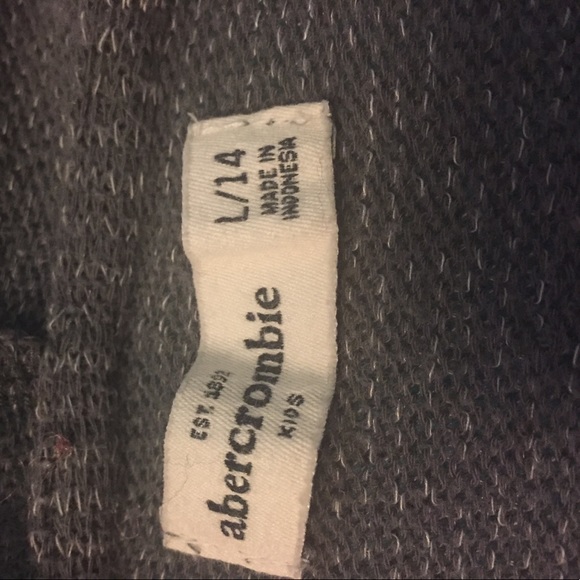 EST. 1892
abercrombie
KIDS
L/14
MADE IN
INDONESIA